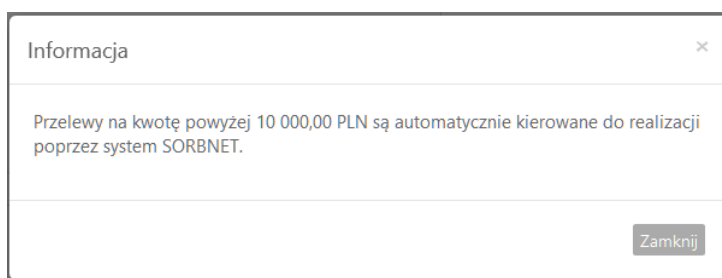 Informacja
×
Przelewy na kwotę powyżej 10 000,00 PLN są automatycznie kierowane do realizacji
poprzez system SORBNET.
Zamknij